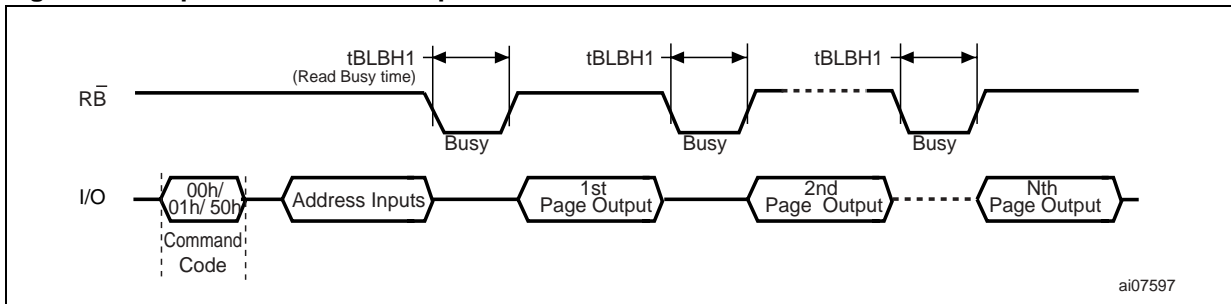 tBLBH1
(Read Busy time)
tBLBH1
tBLBH1
RB̅
Busy
Busy
Busy
I/O
00h/
01h/ 50h
Address Inputs
1st
Page Output
2nd
Page Output
Nth
Page Output
Command
Code
ai07597